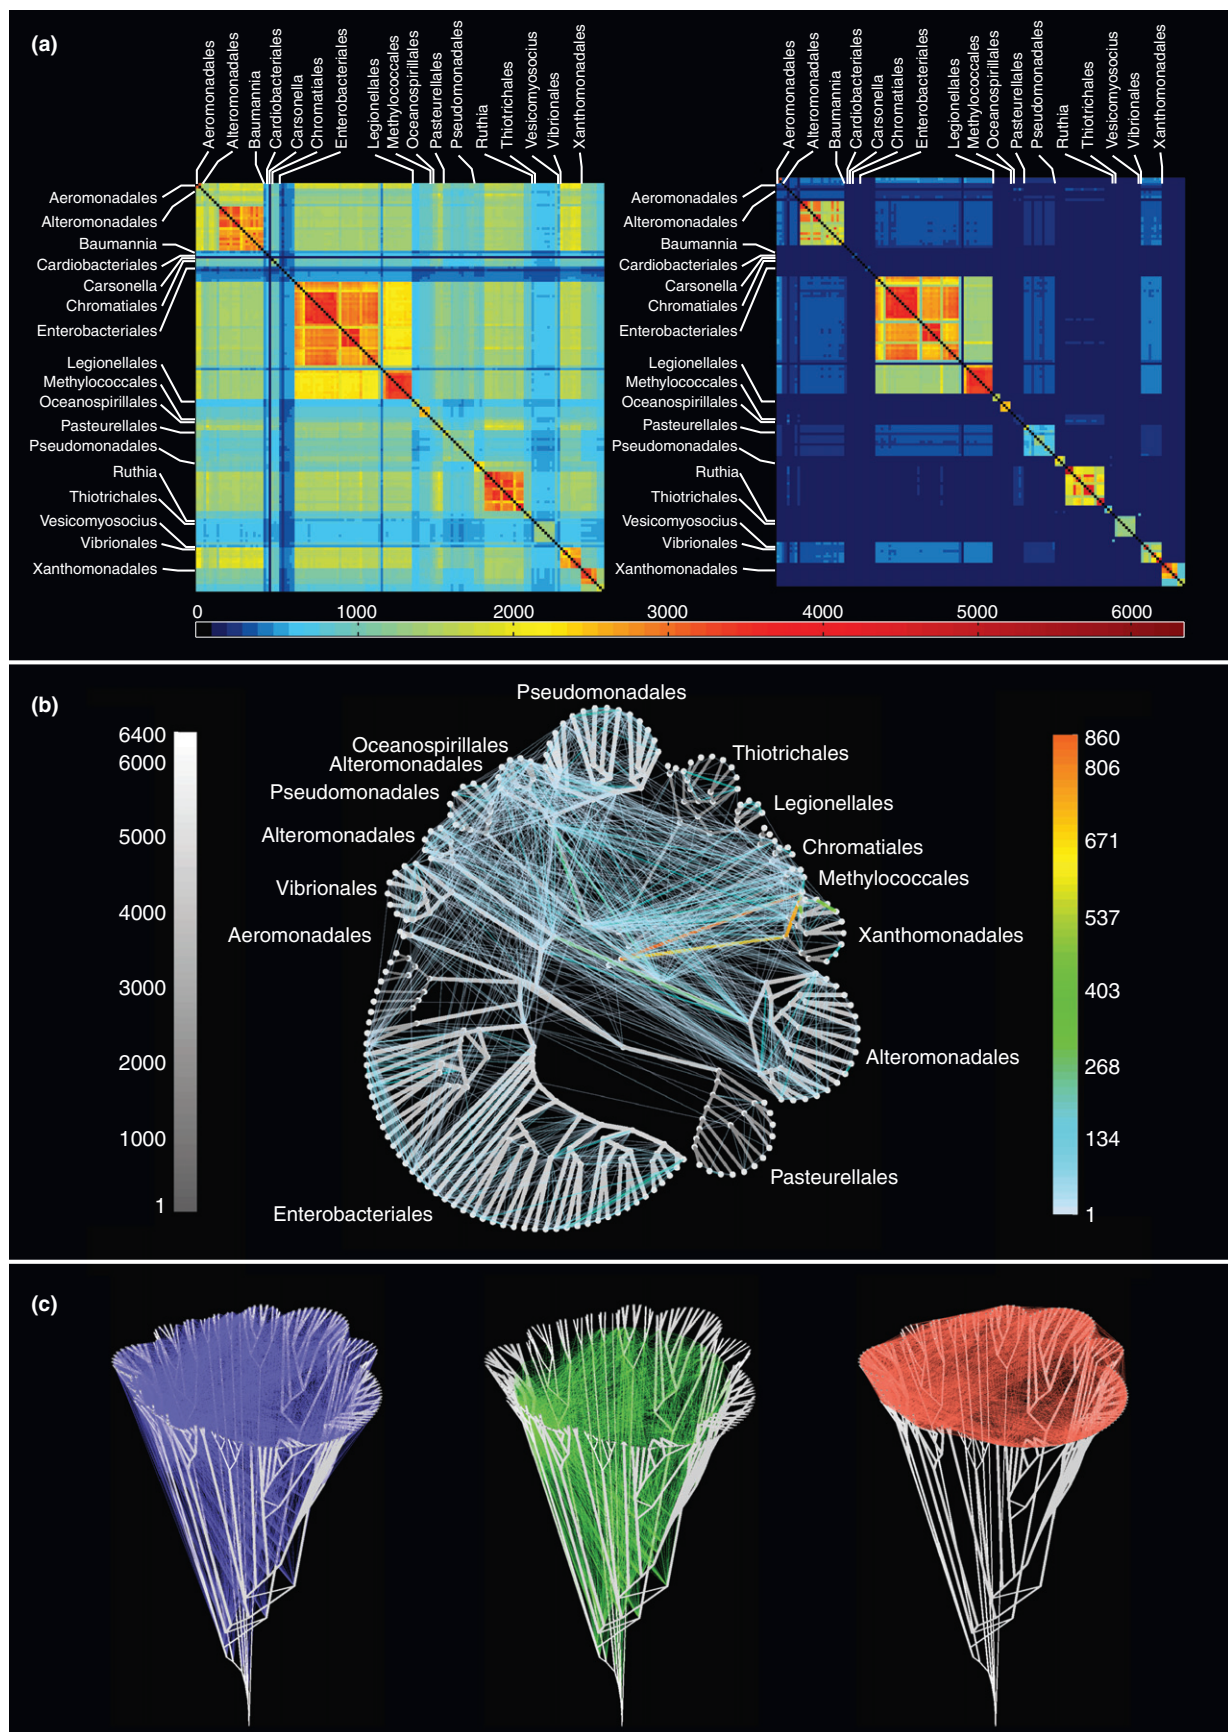 (a)
Aeromonadales
Alteromonadales
Baumannia
Cardiobacteriales
Carsonella
Chromatiales
Enterobacteriales
Legionellales
Methylococcales
Oceanospirillales
Pasteurellales
Pseudomonadales
Ruthia
Thiotrichales
Vesicomyosocius
Vibrionales
Xanthomonadales
Aeromonadales
Alteromonadales
Baumannia
Cardiobacteriales
Carsonella
Chromatiales
Enterobacteriales
Legionellales
Methylococcales
Oceanospirillales
Pasteurellales
Pseudomonadales
Ruthia
Thiotrichales
Vesicomyosocius
Vibrionales
Xanthomonadales
Aeromonadales
Alteromonadales
Baumannia
Cardiobacteriales
Carsonella
Chromatiales
Enterobacteriales
Legionellales
Methylococcales
Oceanospirillales
Pasteurellales
Pseudomonadales
Ruthia
Thiotrichales
Vesicomyosocius
Vibrionales
Xanthomonadales
Aeromonadales
Alteromonadales
Baumannia
Cardiobacteriales
Carsonella
Chromatiales
Enterobacteriales
Legionellales
Methylococcales
Oceanospirillales
Pasteurellales
Pseudomonadales
Ruthia
Thiotrichales
Vesicomyosocius
Vibrionales
Xanthomonadales
0 1000 2000 3000 4000 5000 6000
(b)
6400
6000
5000
4000
3000
2000
1000
1
Pseudomonadales
Oceanospirillales
Alteromonadales
Pseudomonadales
Alteromonadales
Vibrionales
Aeromonadales
Enterobacteriales
Thiotrichales
Legionellales
Chromatiales
Methylococcales
Xanthomonadales
Alteromonadales
Pasteurellales
860
806
671
537
403
268
134
1
(c)